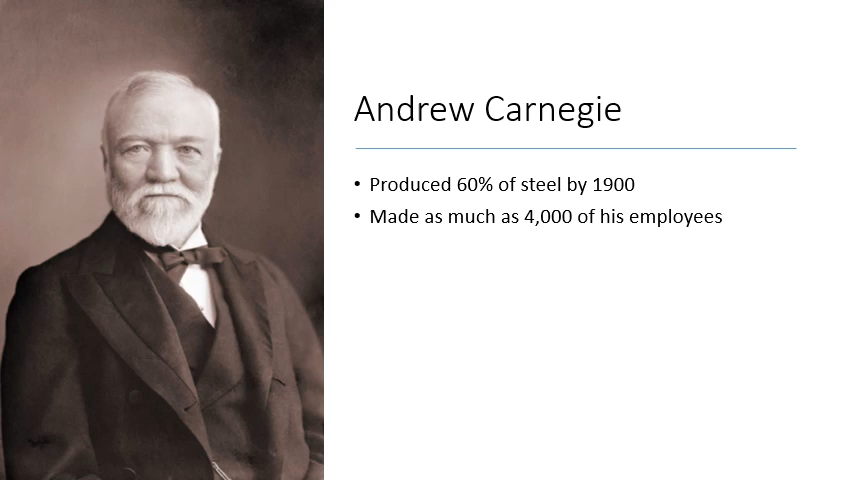 Andrew Carnegie
• Produced 60% of steel by 1900
• Made as much as 4,000 of his employees